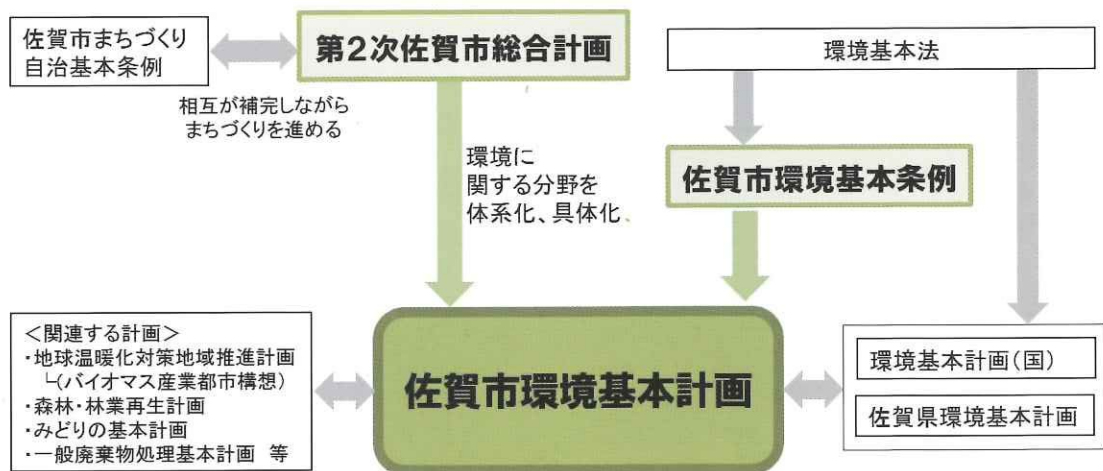 佐賀市まちづくり
自治基本条例
第2次佐賀市総合計画
環境基本法
相互が補完しながら
まちづくりを進める
環境に
関する分野を
体系化、具体化
佐賀市環境基本条例
＜関連する計画＞
・地球温暖化対策地域推進計画
└(バイオマス産業都市構想)
・森林・林業再生計画
・みどりの基本計画
・一般廃棄物処理基本計画 等
佐賀市環境基本計画
環境基本計画(国)
佐賀県環境基本計画